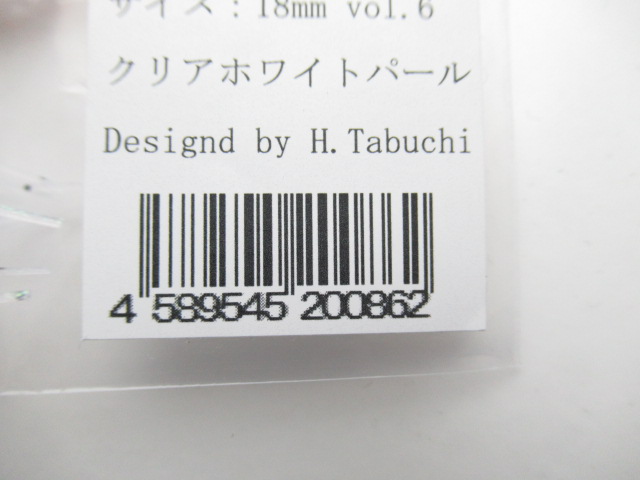 サイズ：18mm vol.6
クリアホワイトパール
Designd by H.Tabuchi
4 589545 200862